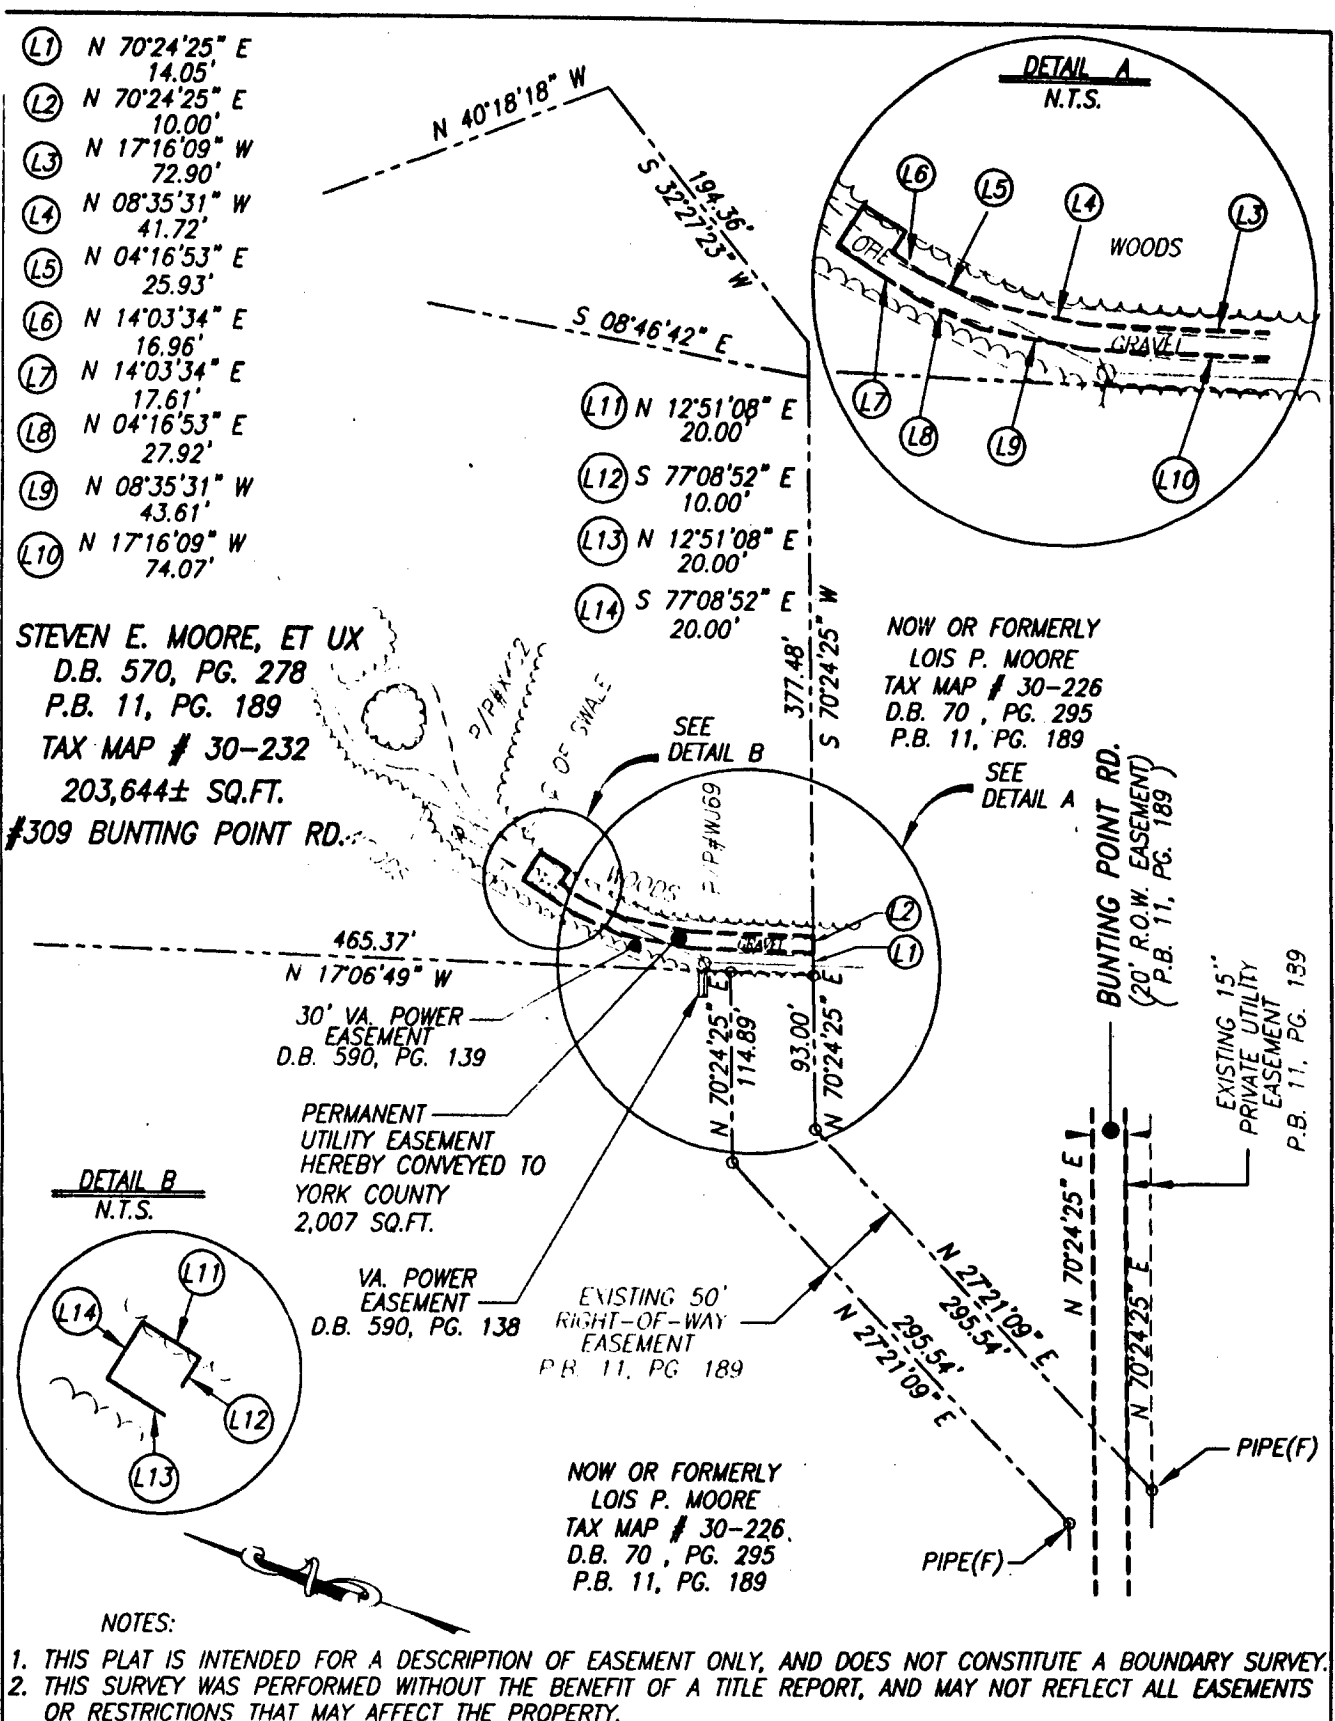 L1 N 70°24'25" E
14.05'
L2 N 70°24'25" E
10.00'
L3 N 17°16'09" W
72.90'
L4 N 08°35'31" W
41.72'
L5 N 04°16'53" E
25.93'
L6 N 14°03'34" E
16.96'
L7 N 14°03'34" E
17.61'
L8 N 04°16'53" E
27.92'
L9 N 08°35'31" W
43.61'
L10 N 17°16'09" W
74.07'
N 40°18'18" W
194.36'
S 32°27'23" W
S 08°46'42" E
L11 N 12°51'08" E
20.00'
L12 S 77°08'52" E
10.00'
L13 N 12°51'08" E
20.00'
L14 S 77°08'52" E
20.00'
377.48'
S 70°24'25" W
DETAIL A
N.T.S.
L6
L5
L4
L3
WOODS
GRAVEL
L7
L8
L9
L10
STEVEN E. MOORE, ET UX
D.B. 570, PG. 278
P.B. 11, PG. 189
TAX MAP # 30-232
203,644± SQ.FT.
#309 BUNTING POINT RD.
OF SWALE
SEE
DETAIL B
NOW OR FORMERLY
LOIS P. MOORE
TAX MAP # 30-226
D.B. 70 , PG. 295
P.B. 11, PG. 189
SEE
DETAIL A
P/P#WJ69
WOODS
GRAVEL
L2
L1
465.37'
N 17°06'49" W
30' VA. POWER
EASEMENT
D.B. 590, PG. 139
N 70°24'25" E
114.89'
93.00'
N 70°24'25" E
BUNTING POINT RD.
(20' R.O.W. EASEMENT)
( P.B. 11, PG. 189 )
EXISTING 15"
PRIVATE UTILITY
EASEMENT
P.B. 11, PG. 189
PERMANENT
UTILITY EASEMENT
HEREBY CONVEYED TO
YORK COUNTY
2,007 SQ.FT.
VA. POWER
EASEMENT
D.B. 590, PG. 138
EXISTING 50'
RIGHT-OF-WAY
EASEMENT
P.B. 11, PG 189
N 27°21'09" E
295.54'
295.54'
N 27°21'09" E
N 70°24'25" E
N 70°24'25" E
DETAIL B
N.T.S.
L11
L14
L12
L13
PIPE(F)
PIPE(F)
NOW OR FORMERLY
LOIS P. MOORE
TAX MAP # 30-226
D.B. 70 , PG. 295
P.B. 11, PG. 189
NOTES:
1. THIS PLAT IS INTENDED FOR A DESCRIPTION OF EASEMENT ONLY, AND DOES NOT CONSTITUTE A BOUNDARY SURVEY.
2. THIS SURVEY WAS PERFORMED WITHOUT THE BENEFIT OF A TITLE REPORT, AND MAY NOT REFLECT ALL EASEMENTS
OR RESTRICTIONS THAT MAY AFFECT THE PROPERTY.